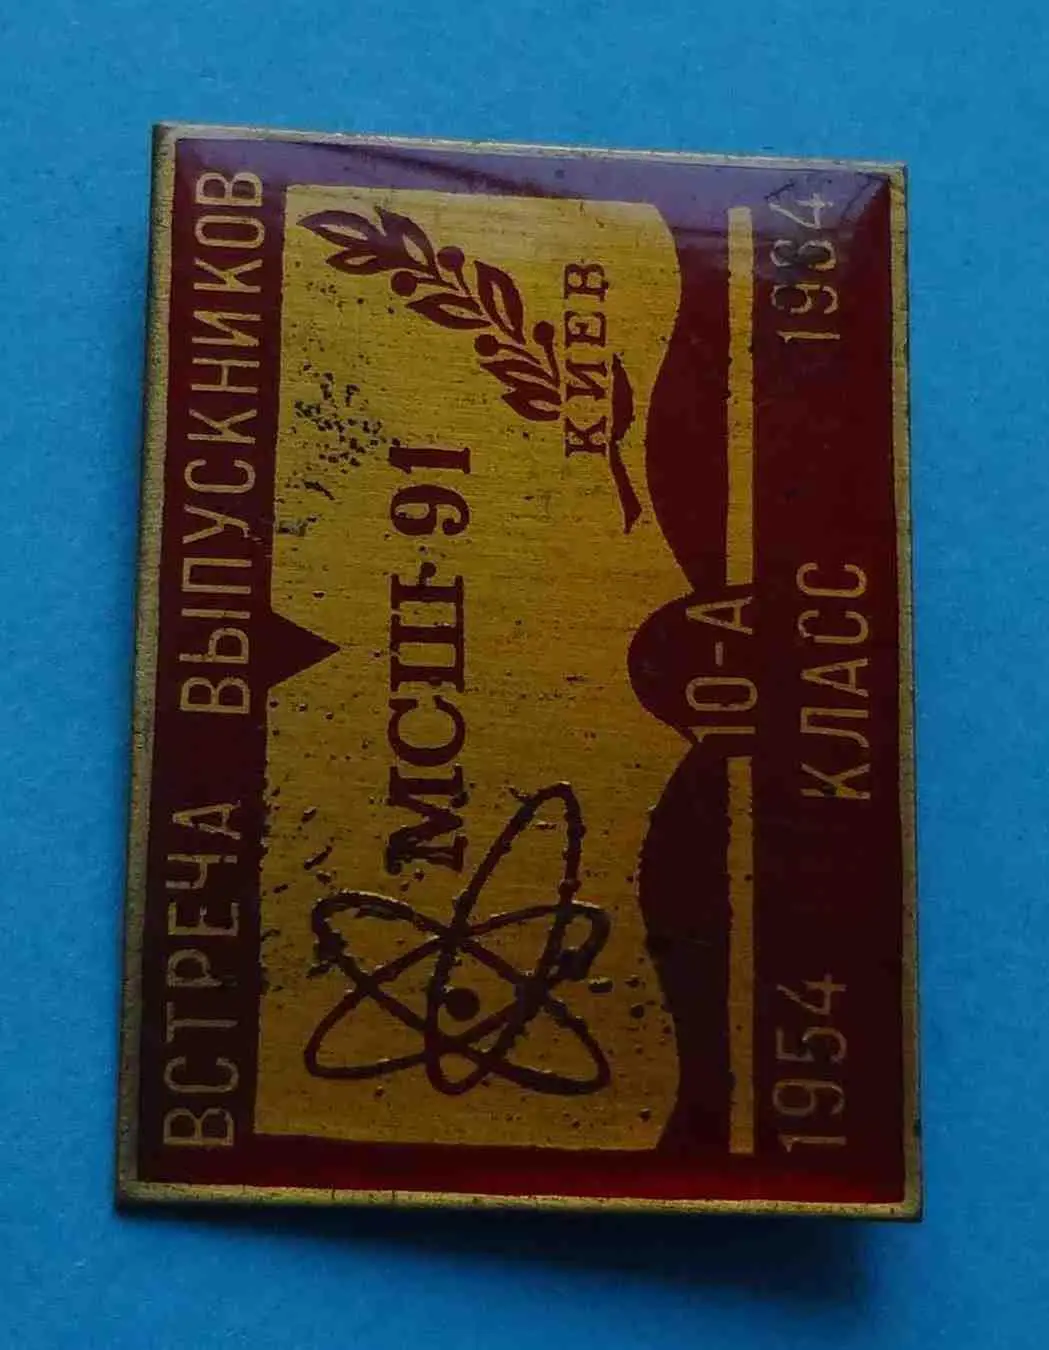 ВСТРЕЧА ВЫПУСКНИКОВ
МСШ-91
КИЕВ
10-А
1954 1964
КЛАСС